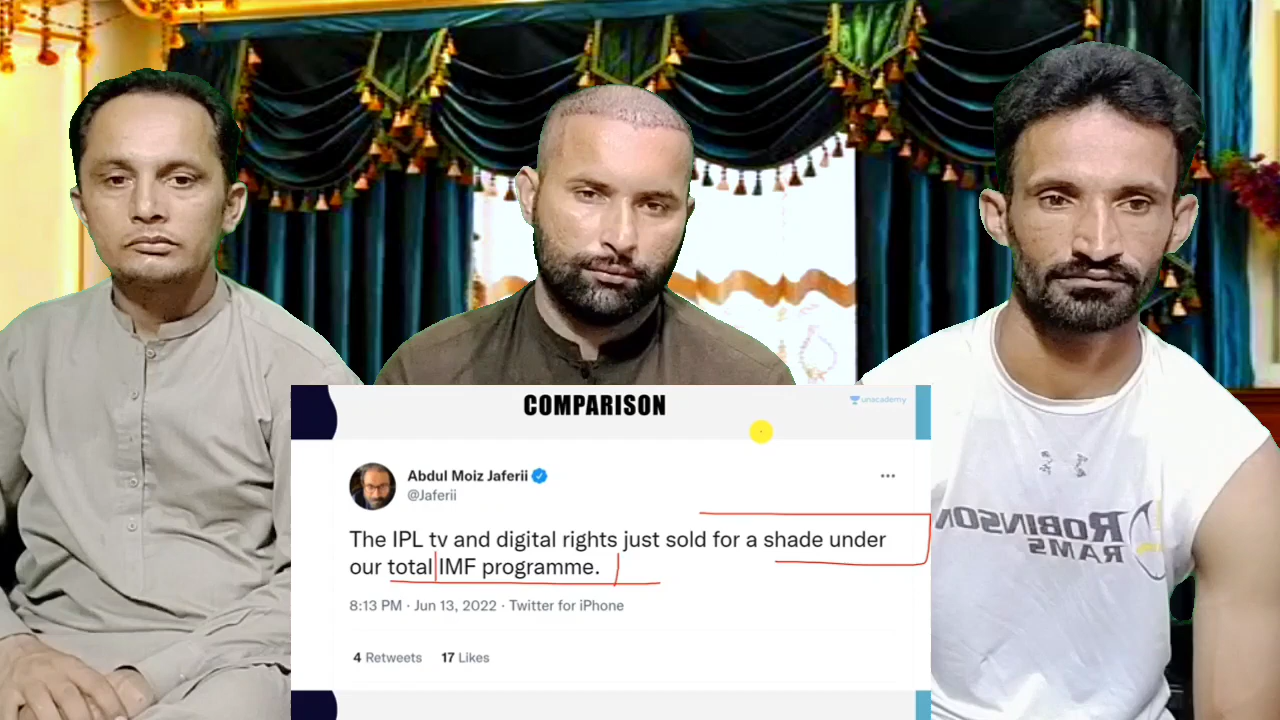 COMPARISON
unacademy
Abdul Moiz Jaferii
@Jaferii
The IPL tv and digital rights just sold for a shade under
our total IMF programme.
8:13 PM · Jun 13, 2022 · Twitter for iPhone
4 Retweets 17 Likes
ROBINSON
RAMS